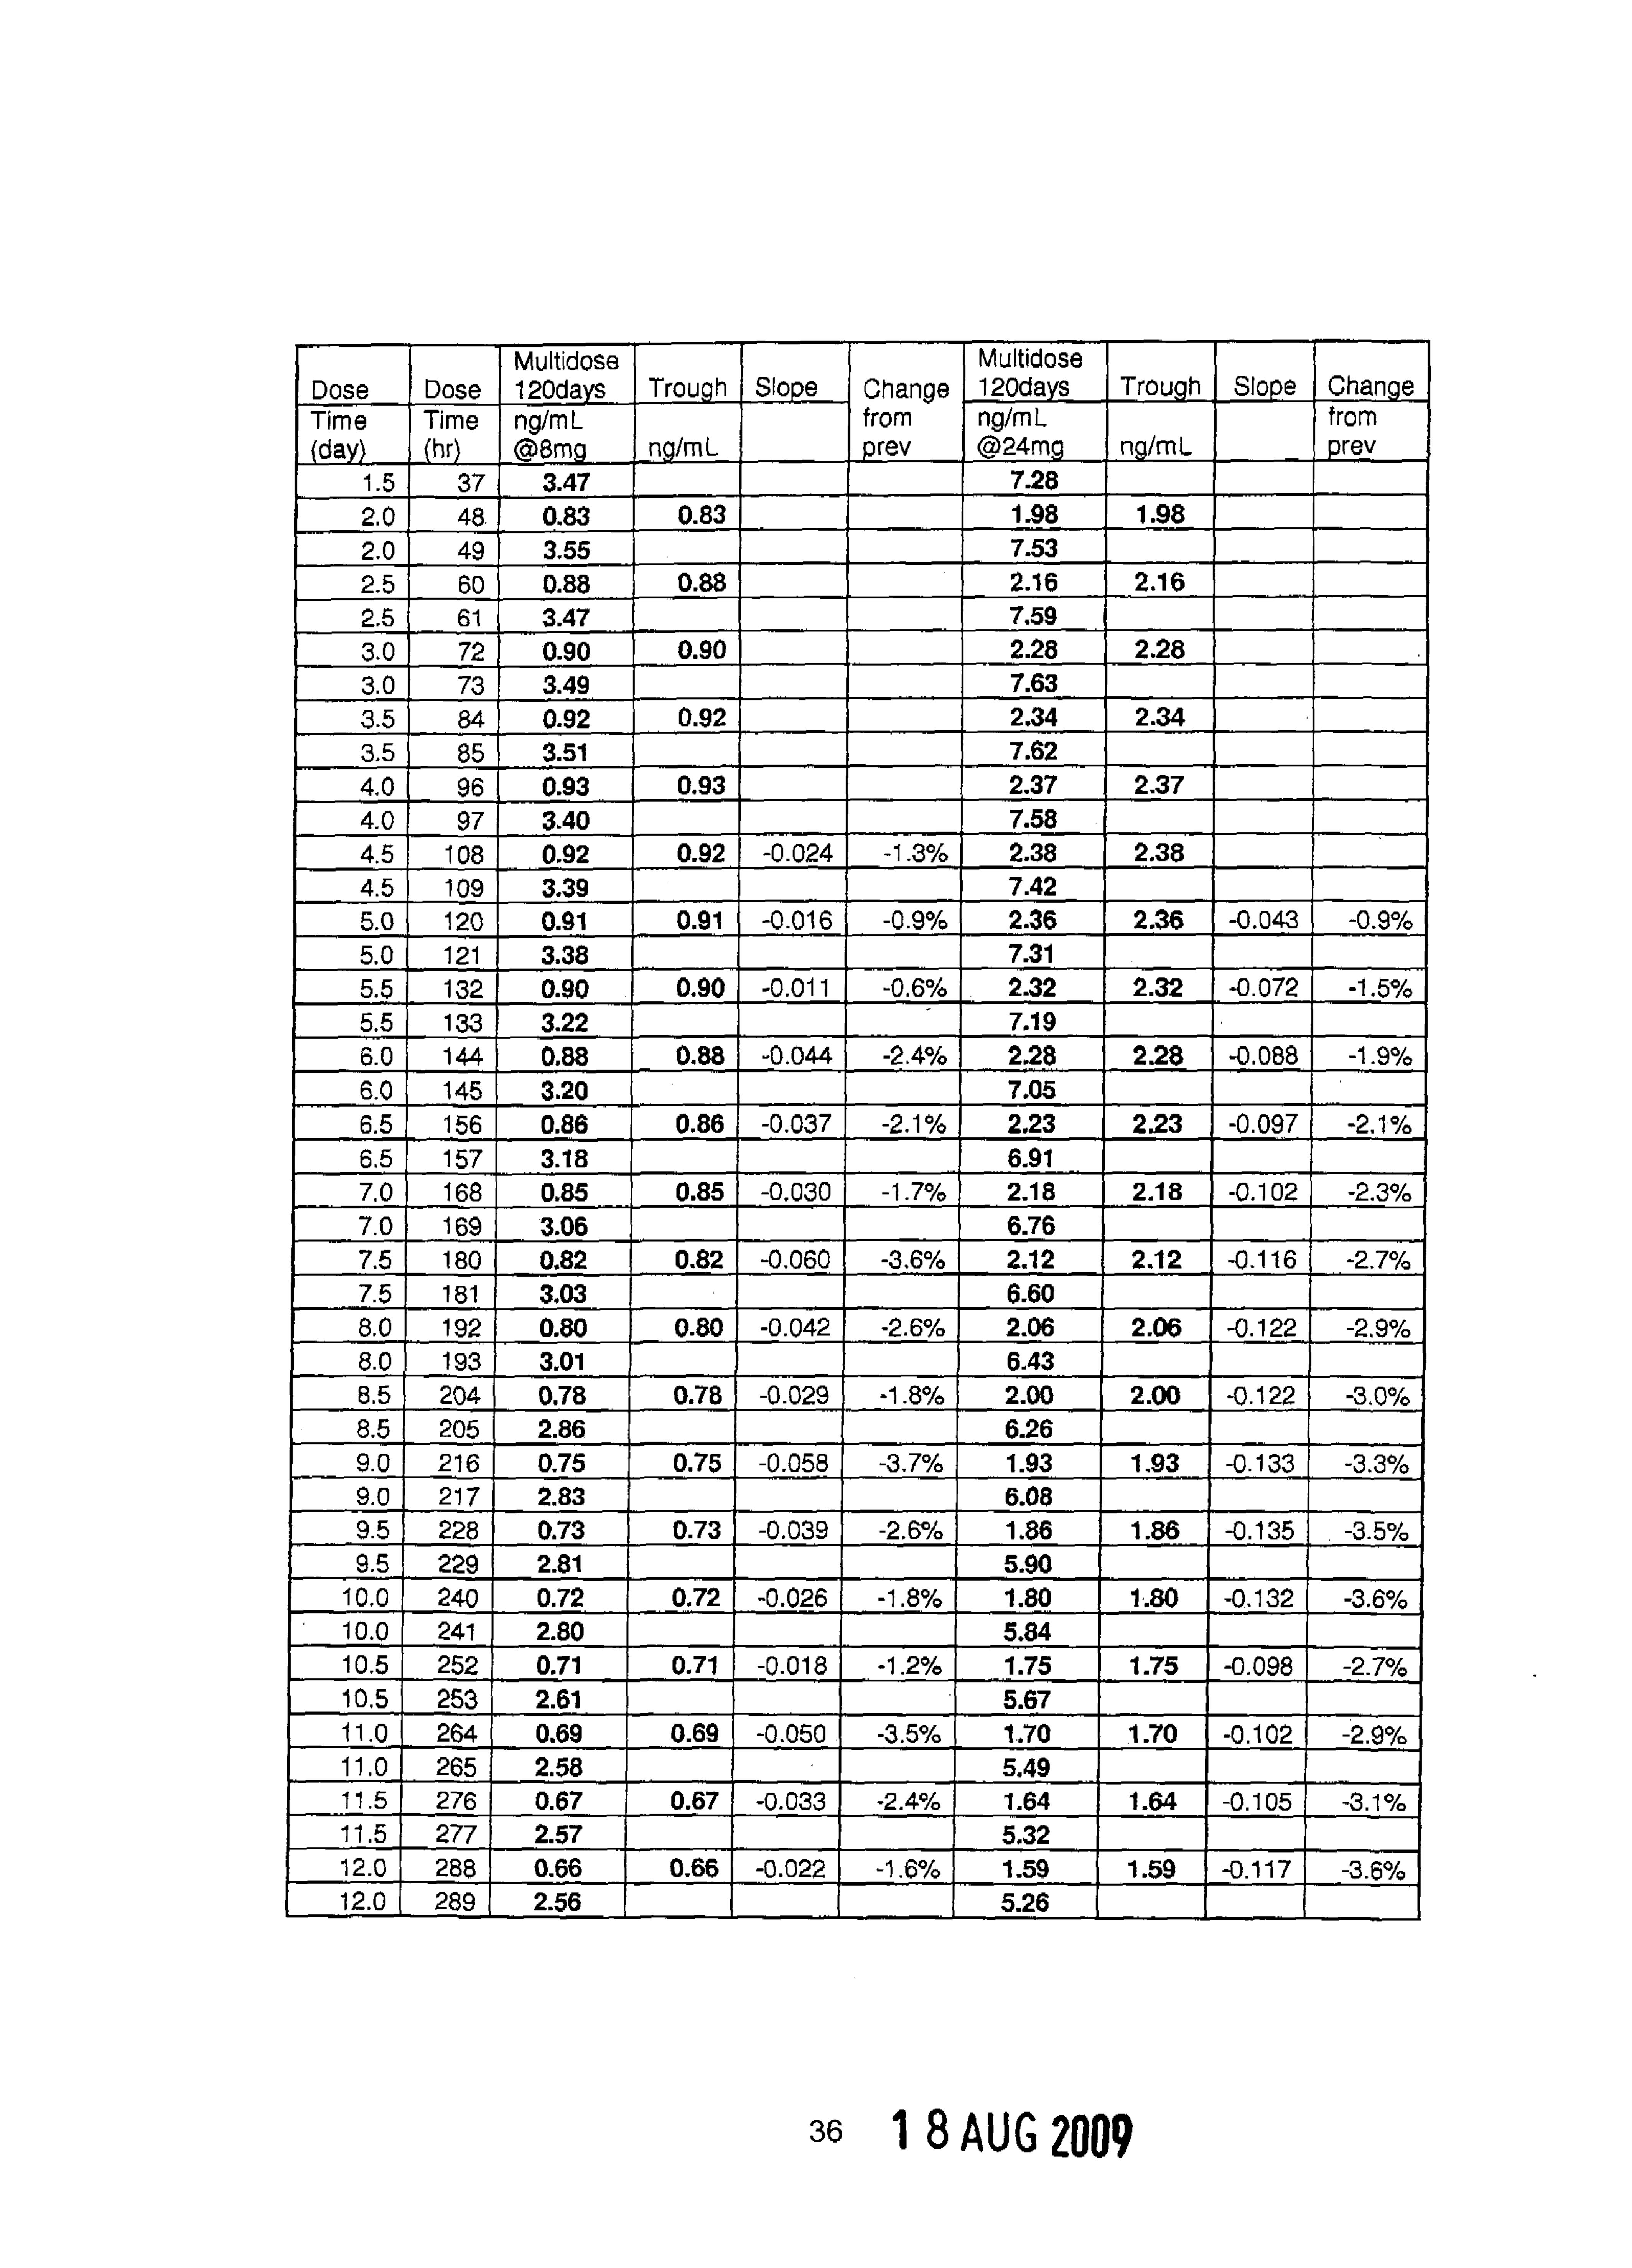 Multidose Multidose
Dose Dose 120days Trough Slope Change 120days Trough Slope Change
Time Time ng/mL from ng/mL from
(day) (hr) @8mg ng/mL prev @24mg ng/mL prev
1.5 37 3.47 7.28
2.0 48 0.83 0.83 1.98 1.98
2.0 49 3.55 7.53
2.5 60 0.88 0.88 2.16 2.16
2.5 61 3.47 7.59
3.0 72 0.90 0.90 2.28 2.28
3.0 73 3.49 7.63
3.5 84 0.92 0.92 2.34 2.34
3.5 85 3.51 7.62
4.0 96 0.93 0.93 2.37 2.37
4.0 97 3.40 7.58
4.5 108 0.92 0.92 -0.024 -1.3% 2.38 2.38
4.5 109 3.39 7.42
5.0 120 0.91 0.91 -0.016 -0.9% 2.36 2.36 -0.043 -0.9%
5.0 121 3.38 7.31
5.5 132 0.90 0.90 -0.011 -0.6% 2.32 2.32 -0.072 -1.5%
5.5 133 3.22 7.19
6.0 144 0.88 0.88 -0.044 -2.4% 2.28 2.28 -0.088 -1.9%
6.0 145 3.20 7.05
6.5 156 0.86 0.86 -0.037 -2.1% 2.23 2.23 -0.097 -2.1%
6.5 157 3.18 6.91
7.0 168 0.85 0.85 -0.030 -1.7% 2.18 2.18 -0.102 -2.3%
7.0 169 3.06 6.76
7.5 180 0.82 0.82 -0.060 -3.6% 2.12 2.12 -0.116 -2.7%
7.5 181 3.03 6.60
8.0 192 0.80 0.80 -0.042 -2.6% 2.06 2.06 -0.122 -2.9%
8.0 193 3.01 6.43
8.5 204 0.78 0.78 -0.029 -1.8% 2.00 2.00 -0.122 -3.0%
8.5 205 2.86 6.26
9.0 216 0.75 0.75 -0.058 -3.7% 1.93 1.93 -0.133 -3.3%
9.0 217 2.83 6.08
9.5 228 0.73 0.73 -0.039 -2.6% 1.86 1.86 -0.135 -3.5%
9.5 229 2.81 5.90
10.0 240 0.72 0.72 -0.026 -1.8% 1.80 1.80 -0.132 -3.6%
10.0 241 2.80 5.84
10.5 252 0.71 0.71 -0.018 -1.2% 1.75 1.75 -0.098 -2.7%
10.5 253 2.61 5.67
11.0 264 0.69 0.69 -0.050 -3.5% 1.70 1.70 -0.102 -2.9%
11.0 265 2.58 5.49
11.5 276 0.67 0.67 -0.033 -2.4% 1.64 1.64 -0.105 -3.1%
11.5 277 2.57 5.32
12.0 288 0.66 0.66 -0.022 -1.6% 1.59 1.59 -0.117 -3.6%
12.0 289 2.56 5.26
36 18 AUG 2009